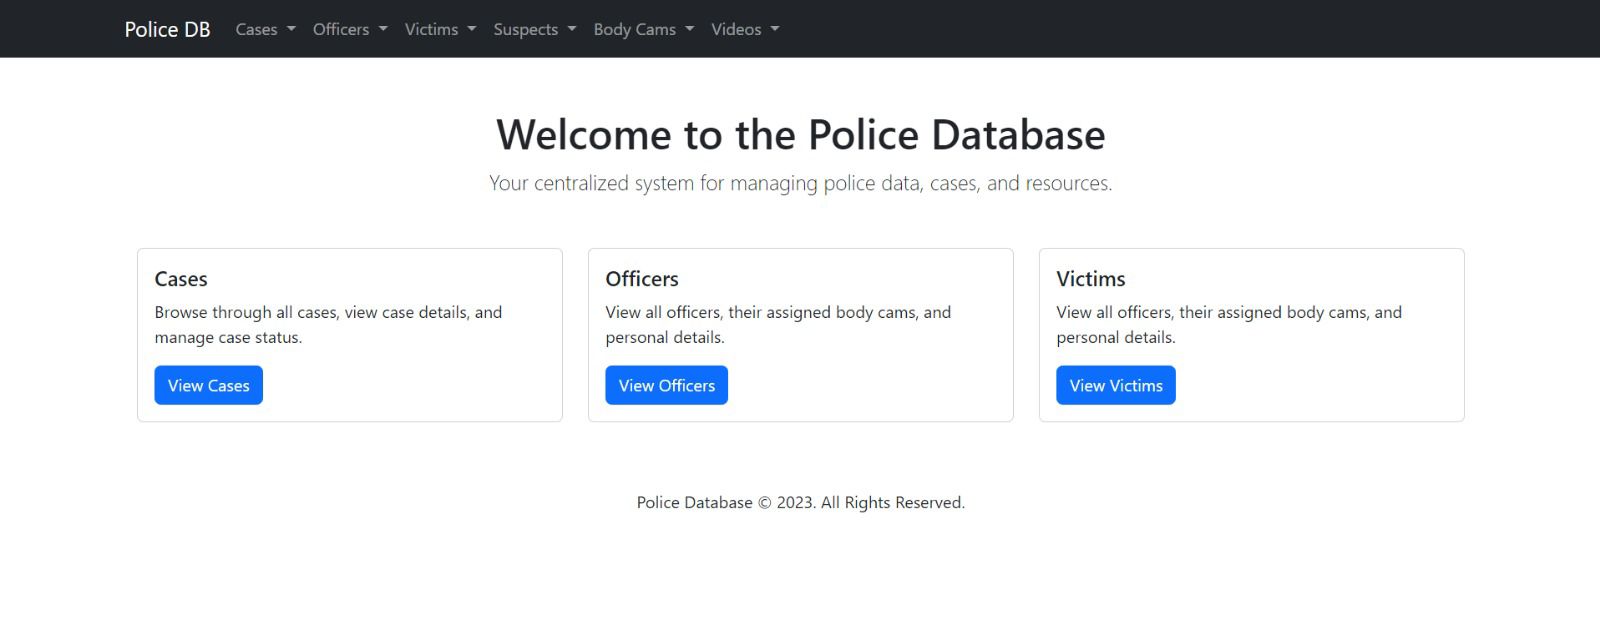 Police DB Cases Officers Victims Suspects Body Cams Videos
Welcome to the Police Database
Your centralized system for managing police data, cases, and resources.
Cases
Browse through all cases, view case details, and
manage case status.
View Cases
Officers
View all officers, their assigned body cams, and
personal details.
View Officers
Victims
View all officers, their assigned body cams, and
personal details.
View Victims
Police Database © 2023. All Rights Reserved.